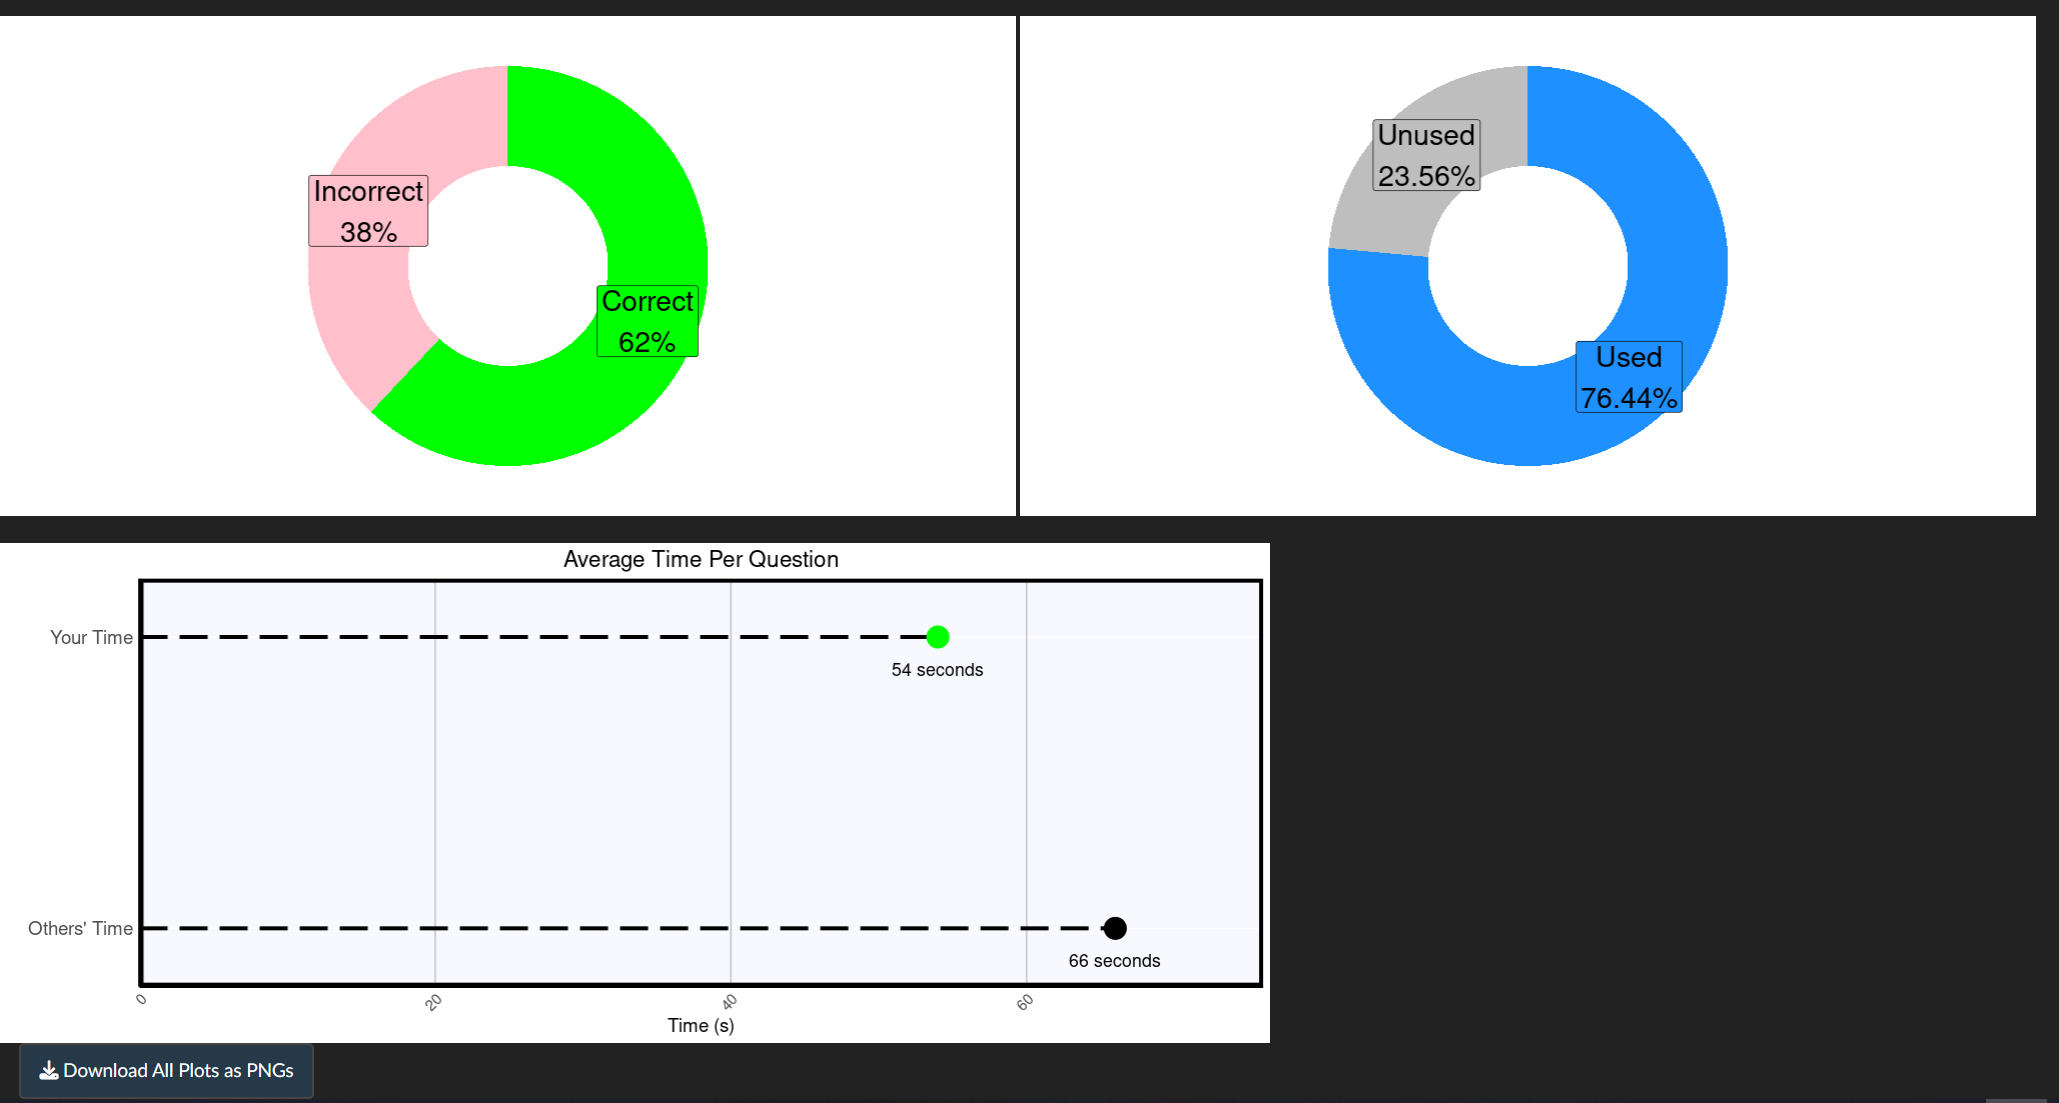 Incorrect
38%
Correct
62%
Unused
23.56%
Used
76.44%
Average Time Per Question
Your Time
54 seconds
Others' Time
66 seconds
0
20
40
60
Time (s)
Download All Plots as PNGs